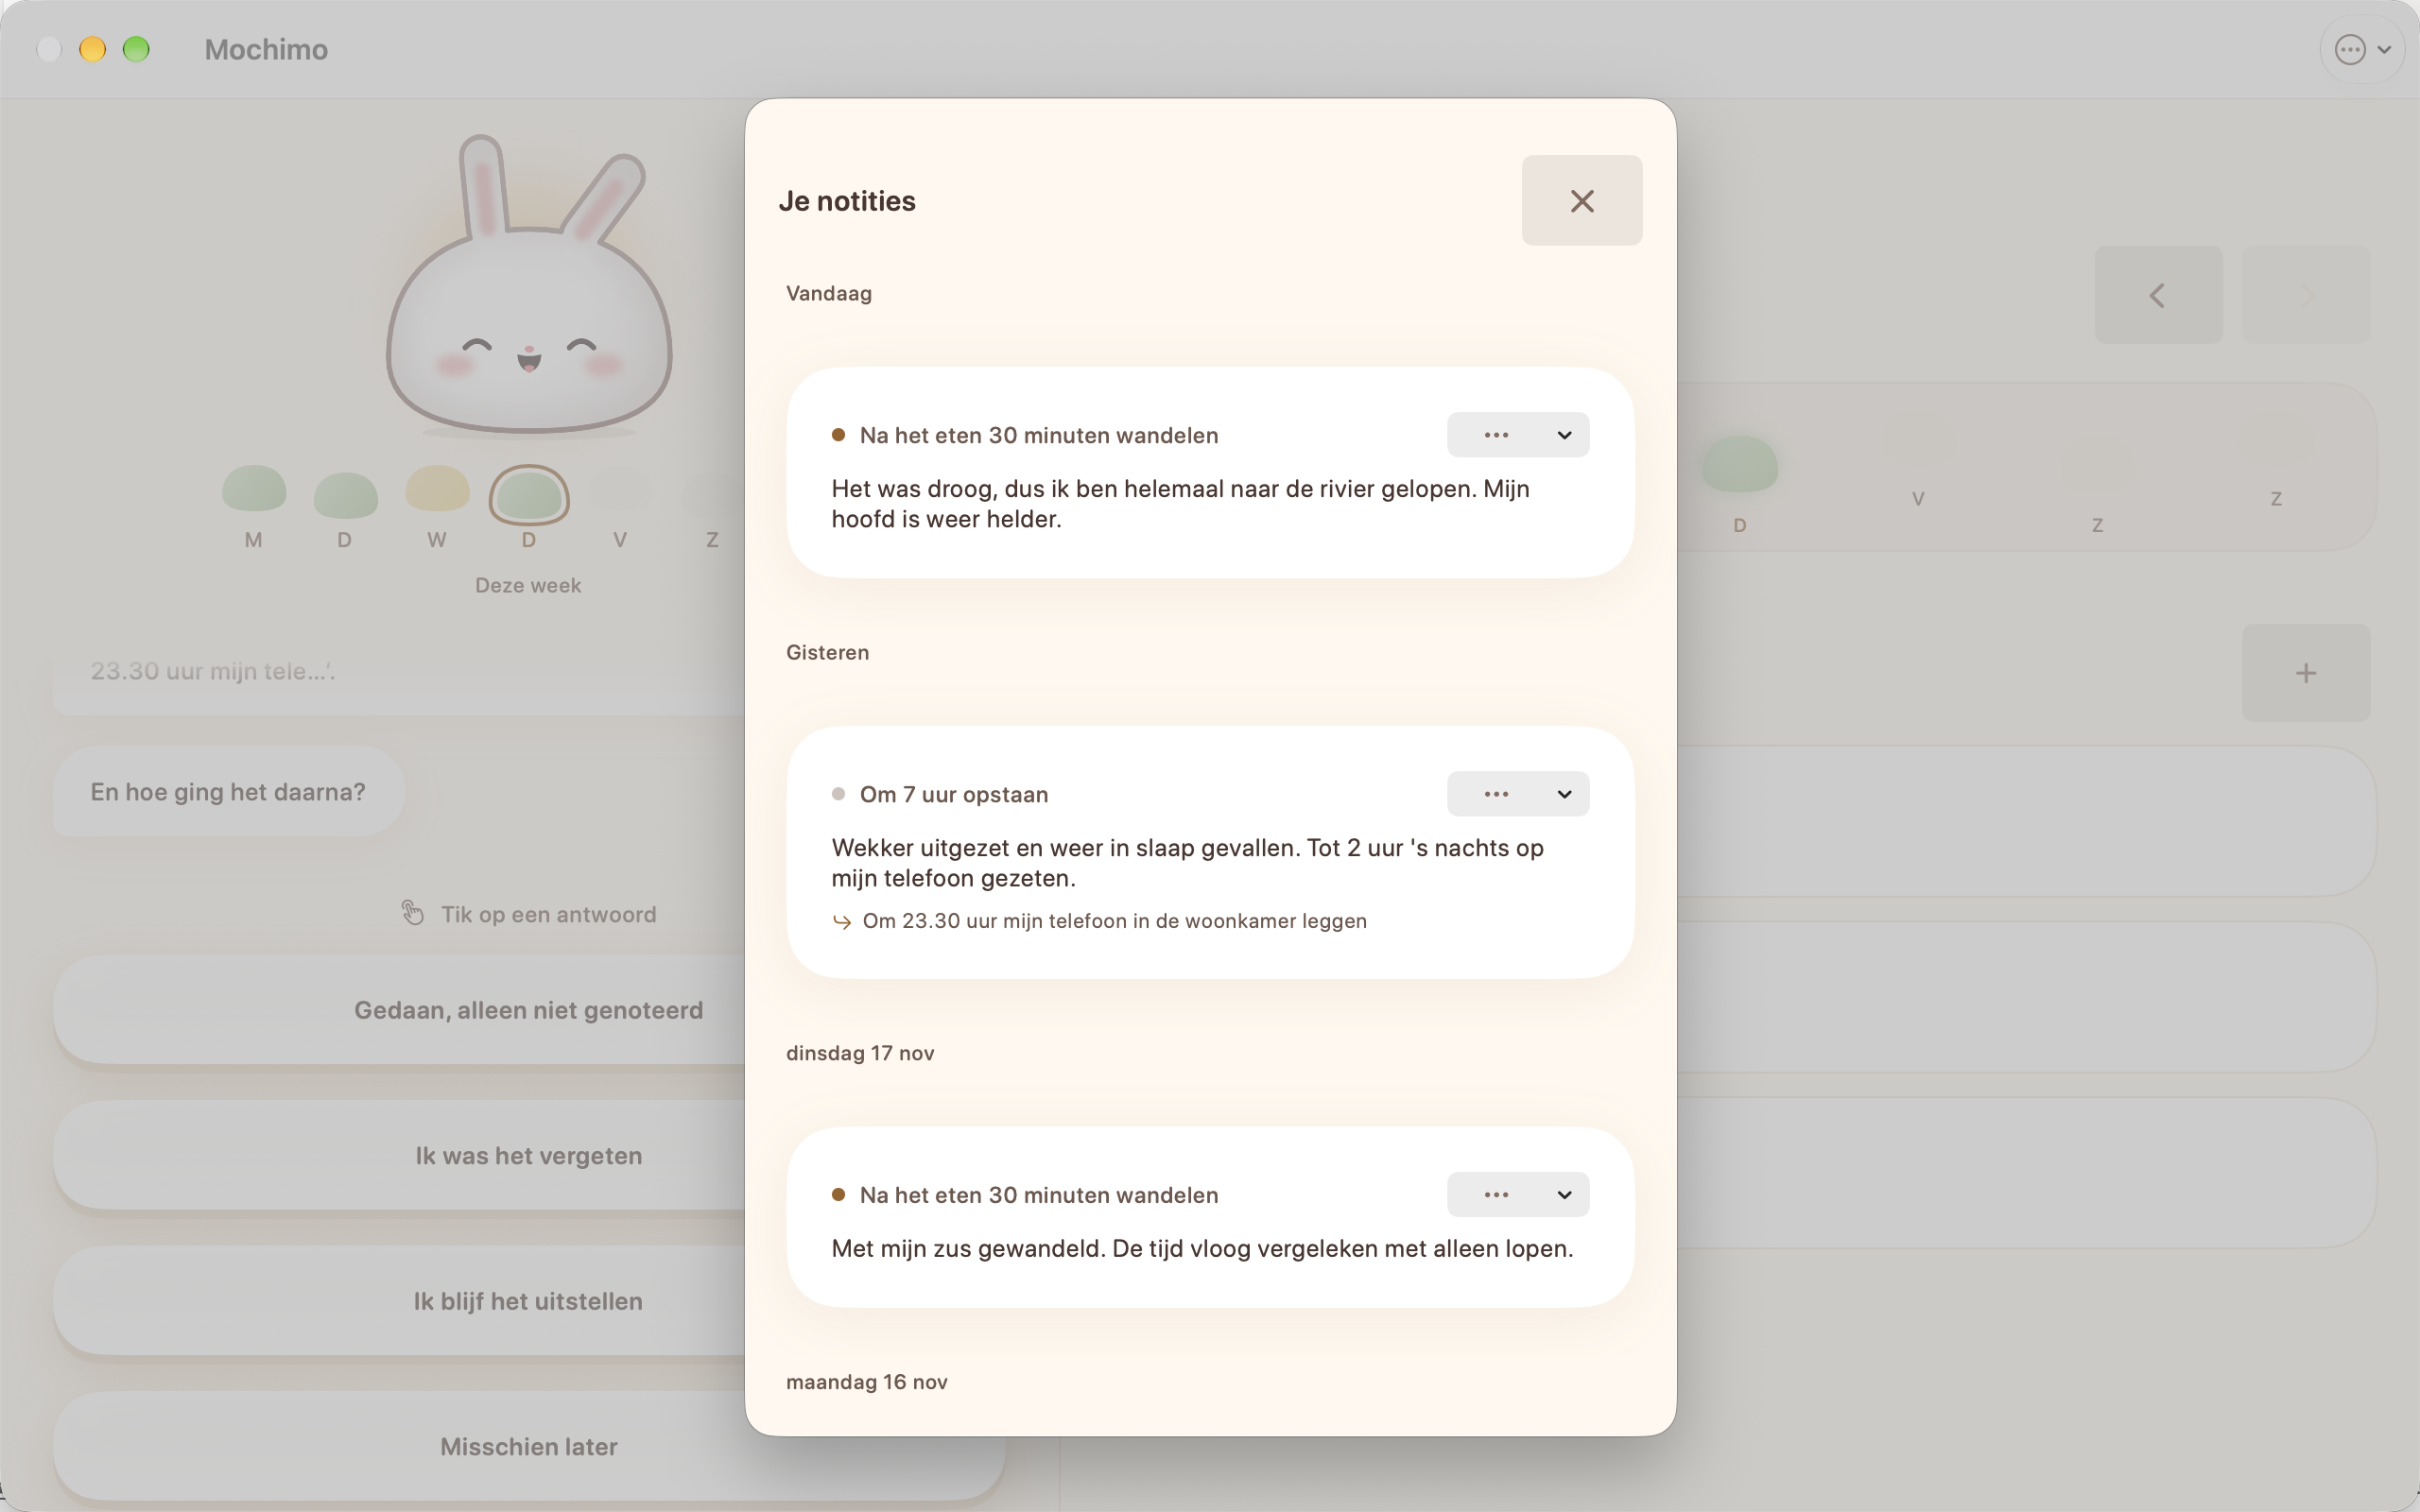 Mochimo
M D W D V Z
Deze week
23.30 uur mijn tele...'.
En hoe ging het daarna?
Tik op een antwoord
Gedaan, alleen niet genoteerd
Ik was het vergeten
Ik blijf het uitstellen
Misschien later
Je notities
Vandaag
Na het eten 30 minuten wandelen
Het was droog, dus ik ben helemaal naar de rivier gelopen. Mijn
hoofd is weer helder.
Gisteren
Om 7 uur opstaan
Wekker uitgezet en weer in slaap gevallen. Tot 2 uur 's nachts op
mijn telefoon gezeten.
Om 23.30 uur mijn telefoon in de woonkamer leggen
dinsdag 17 nov
Na het eten 30 minuten wandelen
Met mijn zus gewandeld. De tijd vloog vergeleken met alleen lopen.
maandag 16 nov
D V Z Z